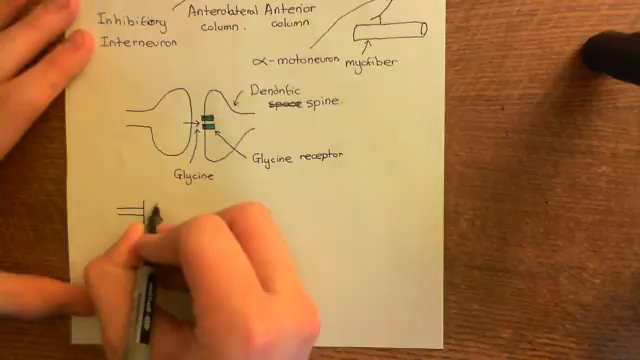 Inhibitory
Interneuron
Anterolateral
column.
Anterior
column
α-motoneuron
myofiber
Dendritic
space spine.
Glycine receptor
Glycine